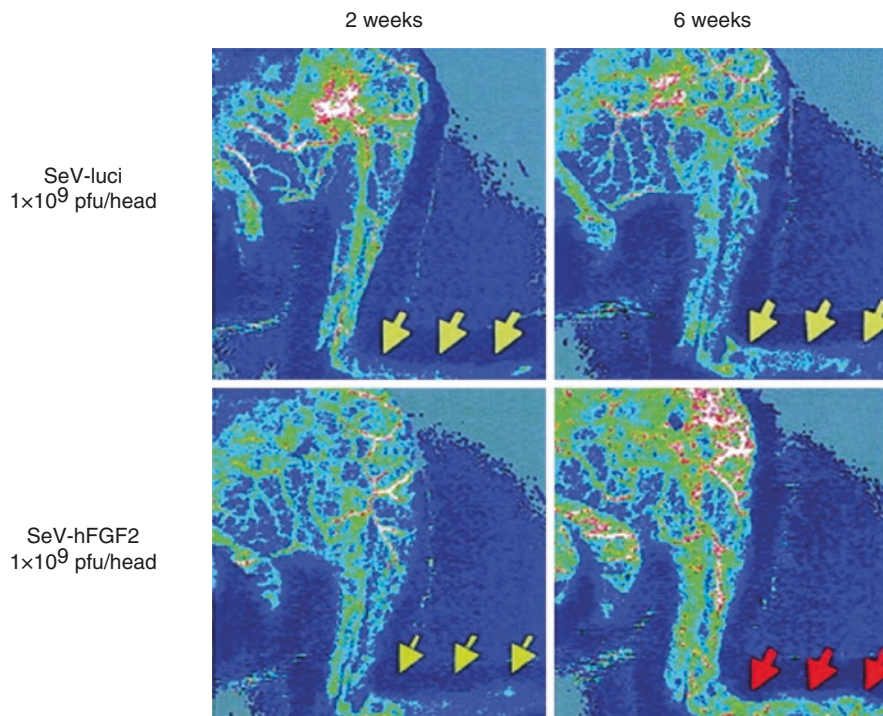 2 weeks
6 weeks
SeV-luci
1×10⁹ pfu/head
SeV-hFGF2
1×10⁹ pfu/head